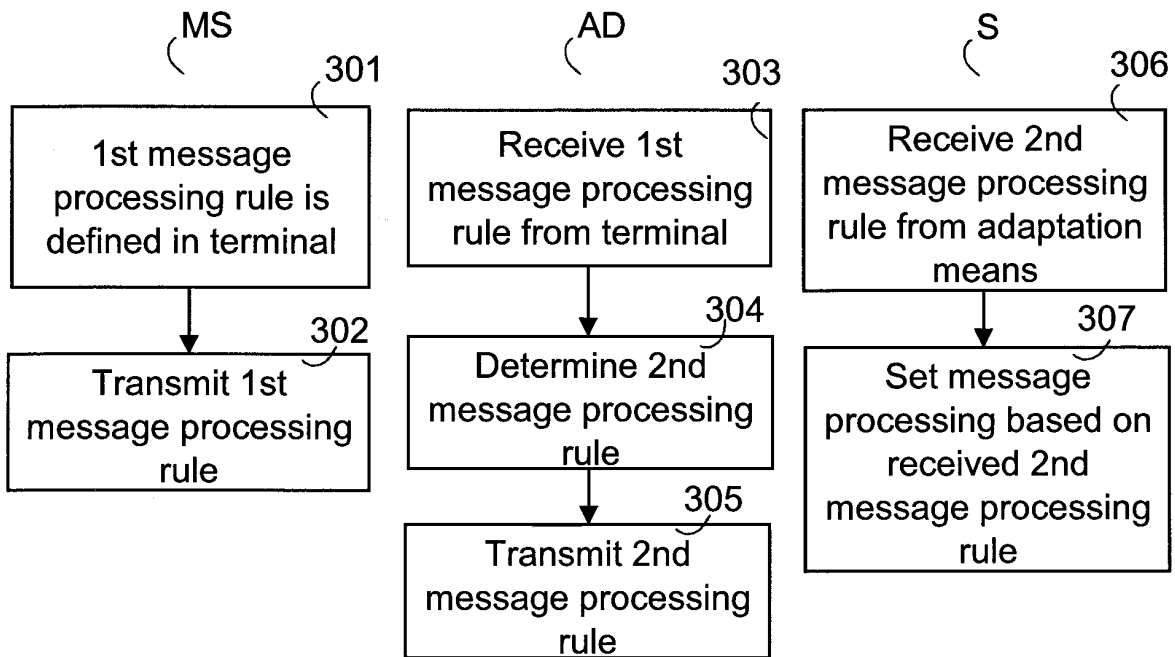 MS
301
1st message
processing rule is
defined in terminal
302
Transmit 1st
message processing
rule
AD
303
Receive 1st
message processing
rule from terminal
304
Determine 2nd
message processing
rule
305
Transmit 2nd
message processing
rule
S
306
Receive 2nd
message processing
rule from adaptation
means
307
Set message
processing based on
received 2nd
message processing
rule